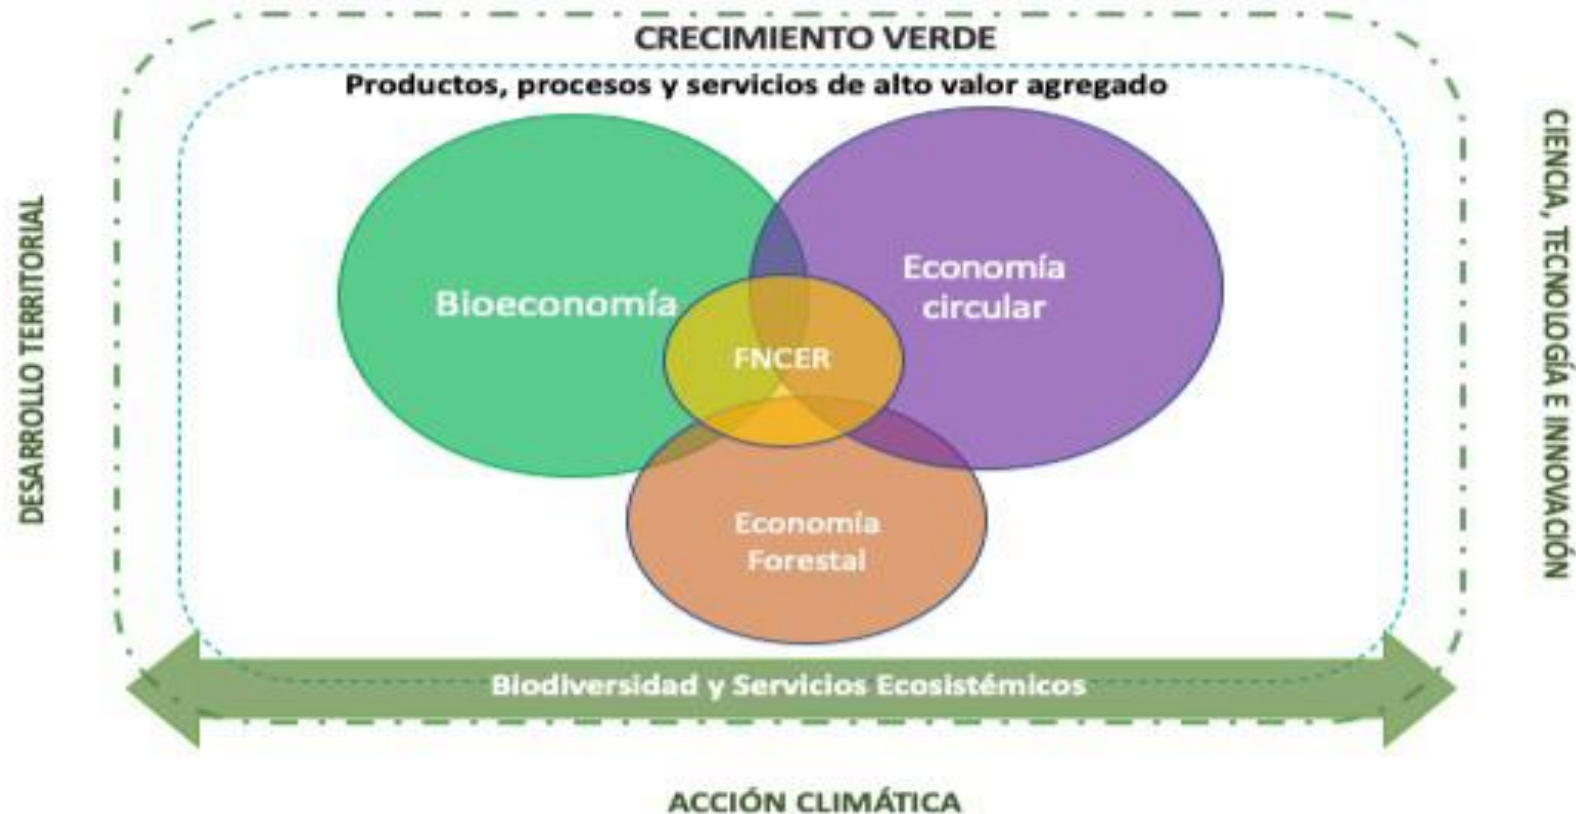 CRECIMIENTO VERDE
Productos, procesos y servicios de alto valor agregado
DESARROLLO TERRITORIAL
Bioeconomía
Economía
circular
FNCER
Economía
Forestal
CIENCIA, TECNOLOGÍA E INNOVACIÓN
Biodiversidad y Servicios Ecosistémicos
ACCIÓN CLIMÁTICA